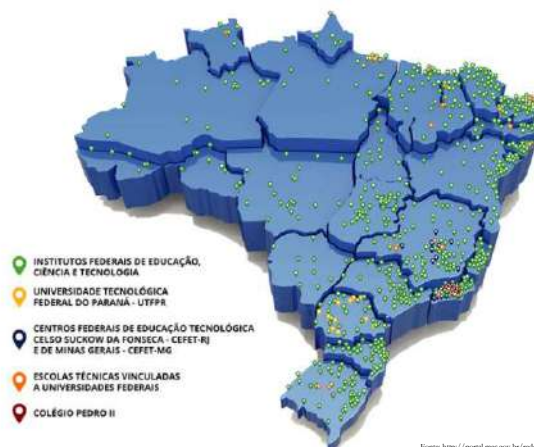 INSTITUTOS FEDERAIS DE EDUCAÇÃO,
CIÊNCIA E TECNOLOGIA
UNIVERSIDADE TECNOLÓGICA
FEDERAL DO PARANÁ - UTFPR
CENTROS FEDERAIS DE EDUCAÇÃO TECNOLÓGICA
CELSO SUCKOW DA FONSECA - CEFET-RJ
E DE MINAS GERAIS - CEFET-MG
ESCOLAS TÉCNICAS VINCULADAS
A UNIVERSIDADES FEDERAIS
COLÉGIO PEDRO II